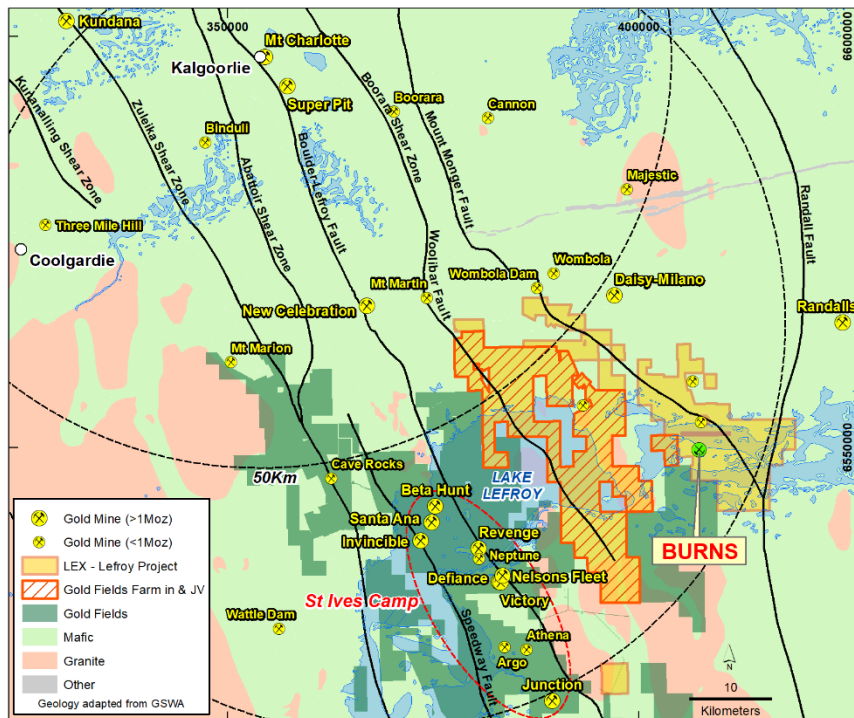 350000
400000
6600000
6550000
Kundana
Mt Charlotte
Kalgoorlie
Super Pit
Boorara
Cannon
Bindull
Majestic
Three Mile Hill
Coolgardie
Kunanalling Shear Zone
Zuleika Shear Zone
Abattoir Shear Zone
Boulder-Lefroy Fault
Boorara Shear Zone
Mount Monger Fault
Woolibar Fault
Randall Fault
Wombola
Wombola Dam
Daisy-Milano
Mt Martin
New Celebration
Randalls
Mt Marion
50Km
Cave Rocks
LAKE
LEFROY
Beta Hunt
Santa Ana
Invincible
Revenge
Neptune
Defiance
Nelsons Fleet
Victory
BURNS
St Ives Camp
Speedway Fault
Wattle Dam
Athena
Argo
Junction
Gold Mine (>1Moz)
Gold Mine (<1Moz)
LEX - Lefroy Project
Gold Fields Farm in & JV
Gold Fields
Mafic
Granite
Other
Geology adapted from GSWA
N
10
Kilometers